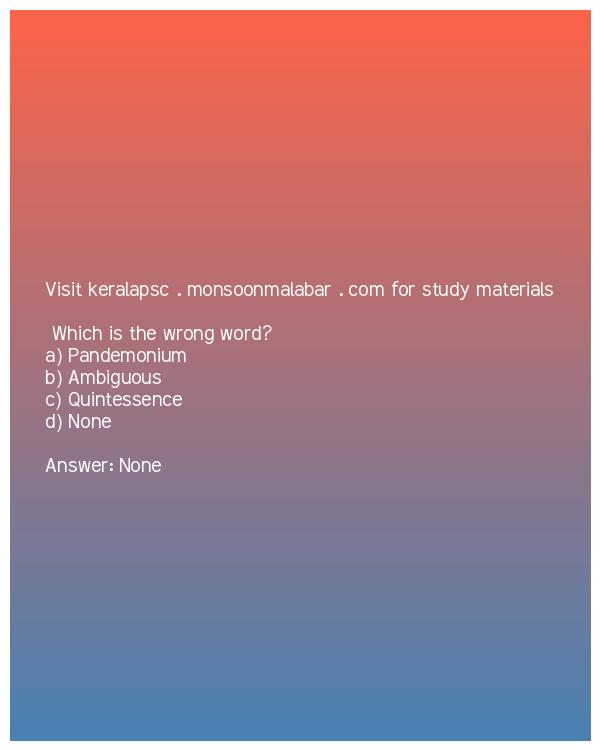 Visit keralapsc . monsoonmalabar . com for study materials
Which is the wrong word?
a) Pandemonium
b) Ambiguous
c) Quintessence
d) None
Answer: None